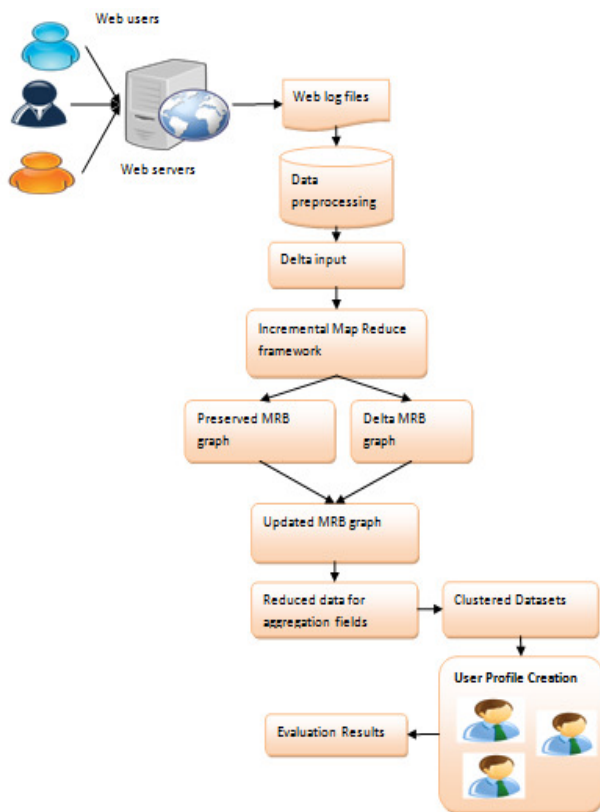 Web users
Web log files
Web servers
Data
preprocessing
Delta input
Incremental Map Reduce
framework
Preserved MRB
graph
Delta MRB
graph
Updated MRB graph
Reduced data for
aggregation fields
Clustered Datasets
User Profile Creation
Evaluation Results